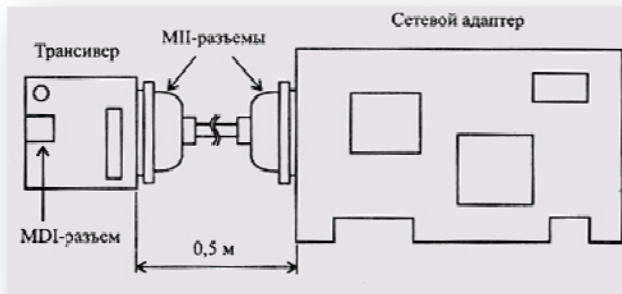 Сетевой адаптер
MII-разъемы
Трансивер
MDI-разъем
0,5 м